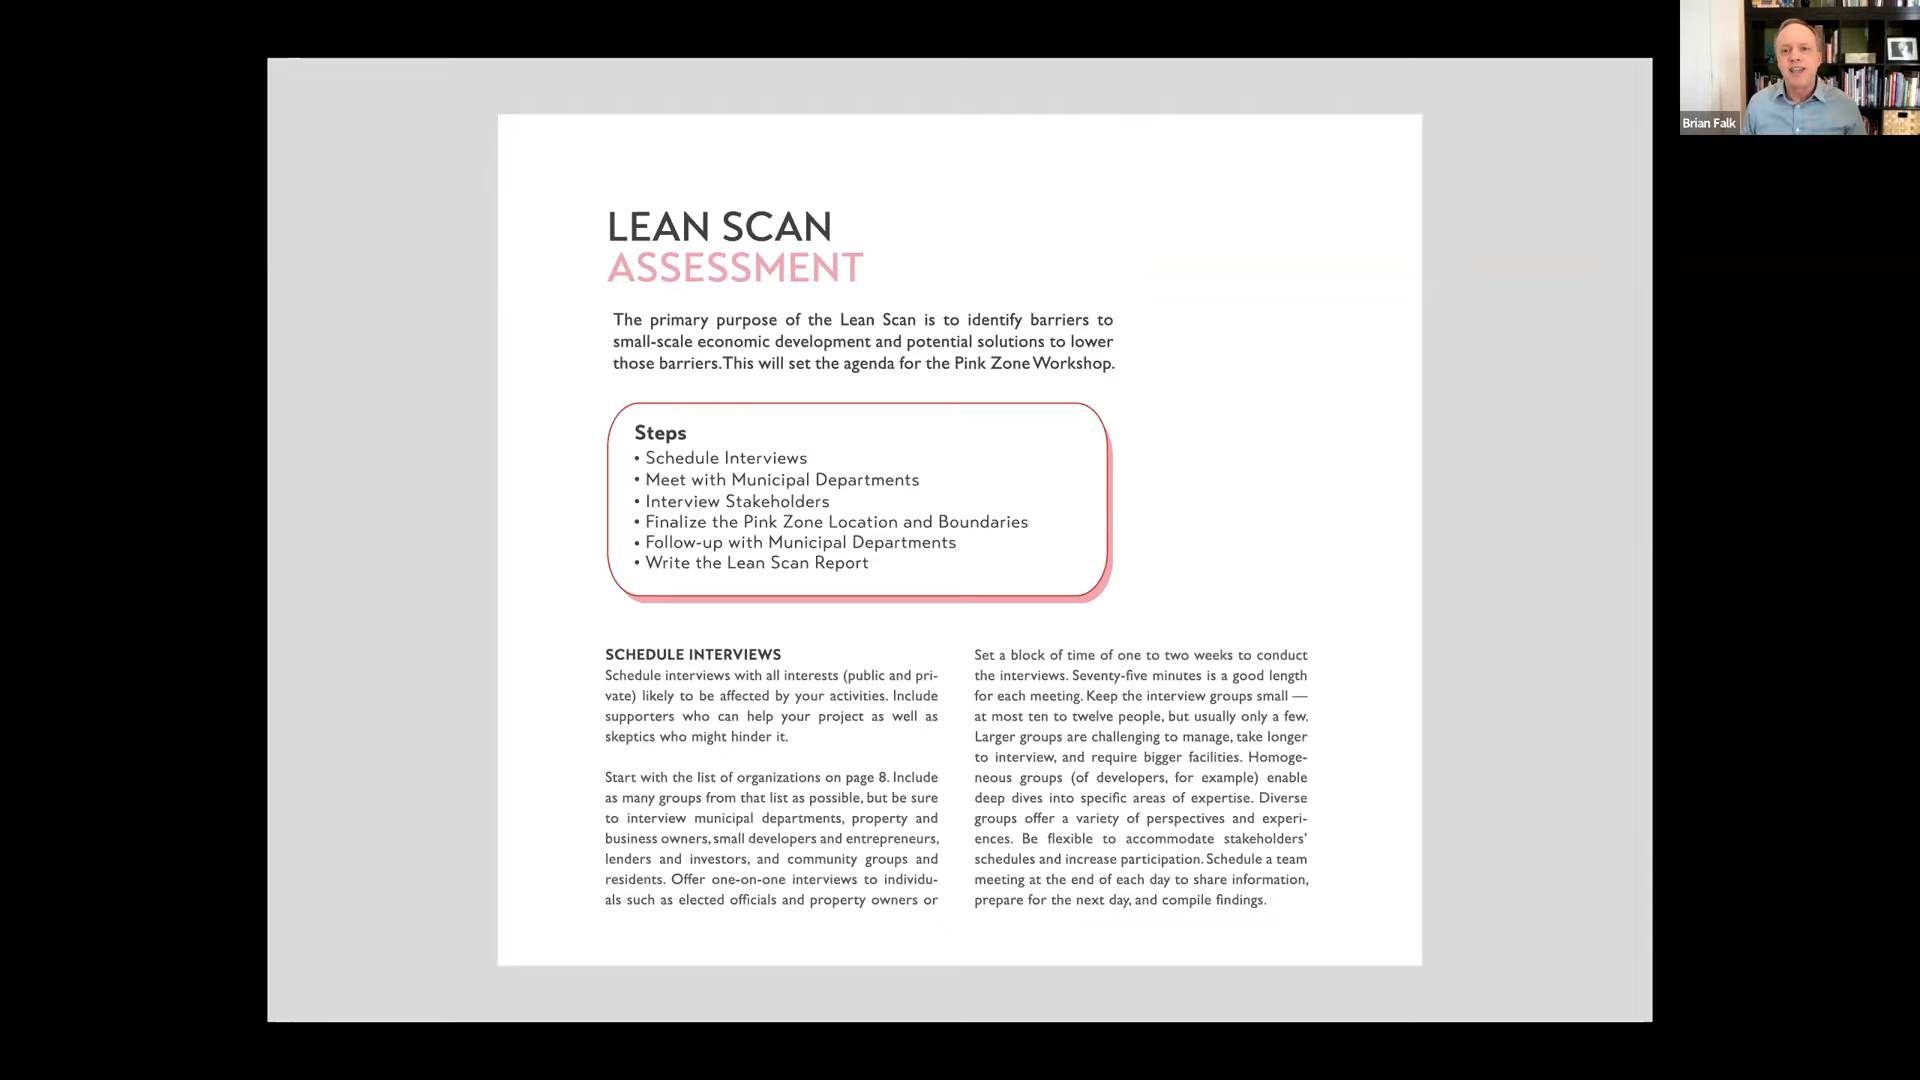 LEAN SCAN
ASSESSMENT
The primary purpose of the Lean Scan is to identify barriers to
small-scale economic development and potential solutions to lower
those barriers. This will set the agenda for the Pink Zone Workshop.
Steps
• Schedule Interviews
• Meet with Municipal Departments
• Interview Stakeholders
• Finalize the Pink Zone Location and Boundaries
• Follow-up with Municipal Departments
• Write the Lean Scan Report
SCHEDULE INTERVIEWS
Schedule interviews with all interests (public and pri-
vate) likely to be affected by your activities. Include
supporters who can help your project as well as
skeptics who might hinder it.
Start with the list of organizations on page 8. Include
as many groups from that list as possible, but be sure
to interview municipal departments, property and
business owners, small developers and entrepreneurs,
lenders and investors, and community groups and
residents. Offer one-on-one interviews to individu-
als such as elected officials and property owners or
Set a block of time of one to two weeks to conduct
the interviews. Seventy-five minutes is a good length
for each meeting. Keep the interview groups small —
at most ten to twelve people, but usually only a few.
Larger groups are challenging to manage, take longer
to interview, and require bigger facilities. Homoge-
neous groups (of developers, for example) enable
deep dives into specific areas of expertise. Diverse
groups offer a variety of perspectives and experi-
ences. Be flexible to accommodate stakeholders’
schedules and increase participation. Schedule a team
meeting at the end of each day to share information,
prepare for the next day, and compile findings.
Brian Falk